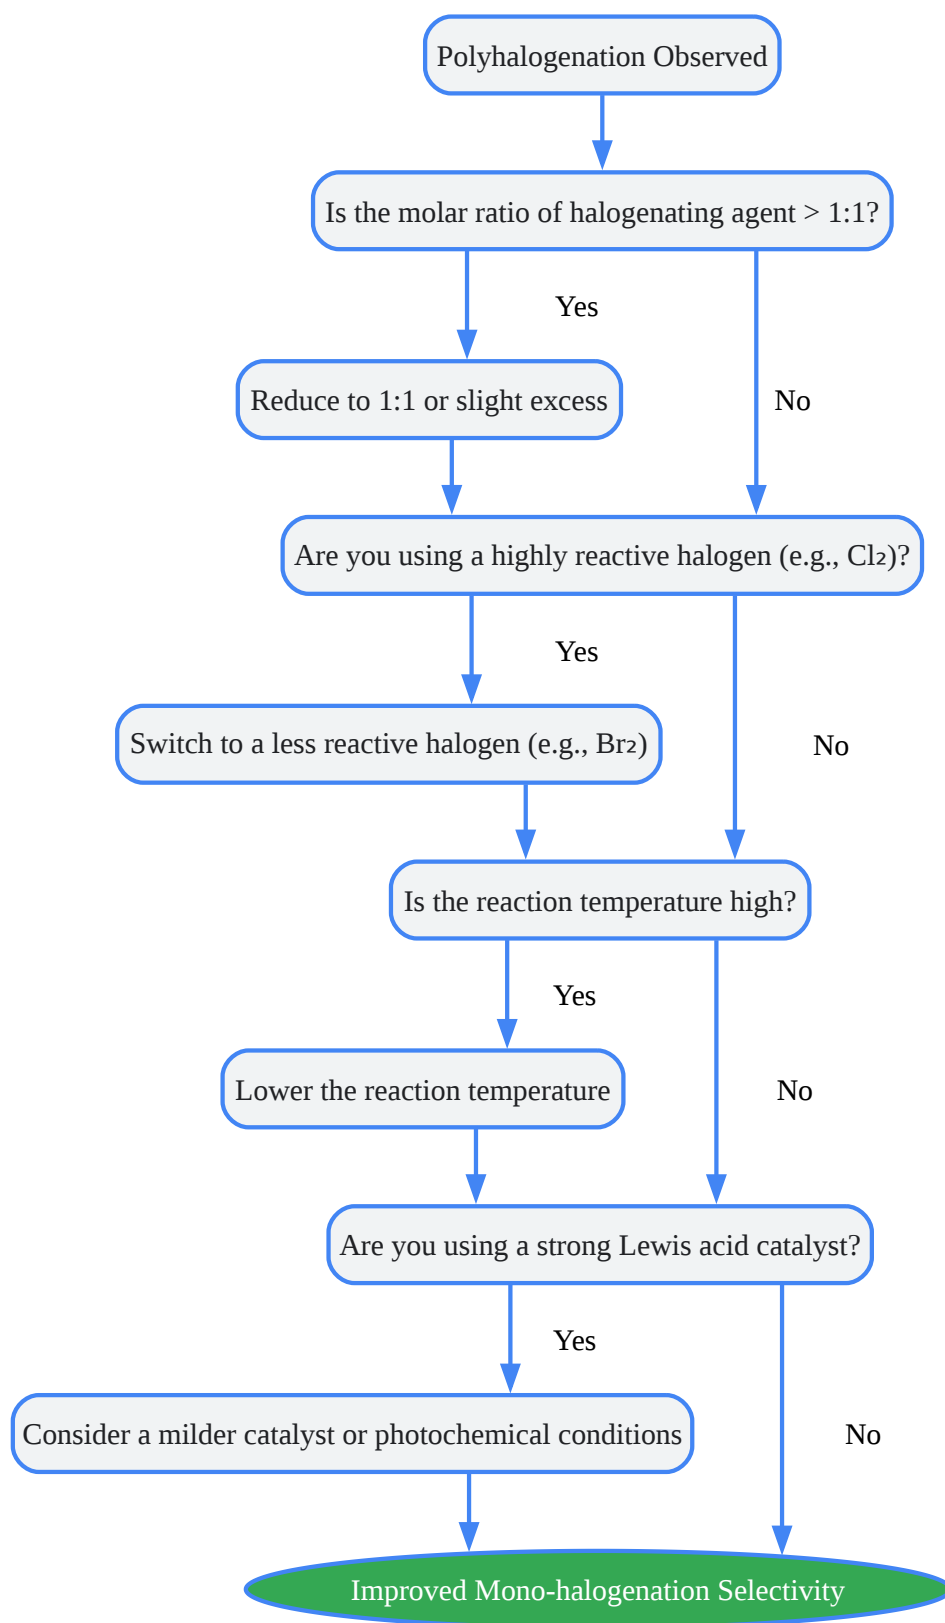 Polyhalogenation Observed
Is the molar ratio of halogenating agent > 1:1?
Yes
Reduce to 1:1 or slight excess
No
Are you using a highly reactive halogen (e.g., Cl₂)?
Yes
Switch to a less reactive halogen (e.g., Br₂)
No
Is the reaction temperature high?
Yes
Lower the reaction temperature
No
Are you using a strong Lewis acid catalyst?
Yes
Consider a milder catalyst or photochemical conditions
No
Improved Mono-halogenation Selectivity